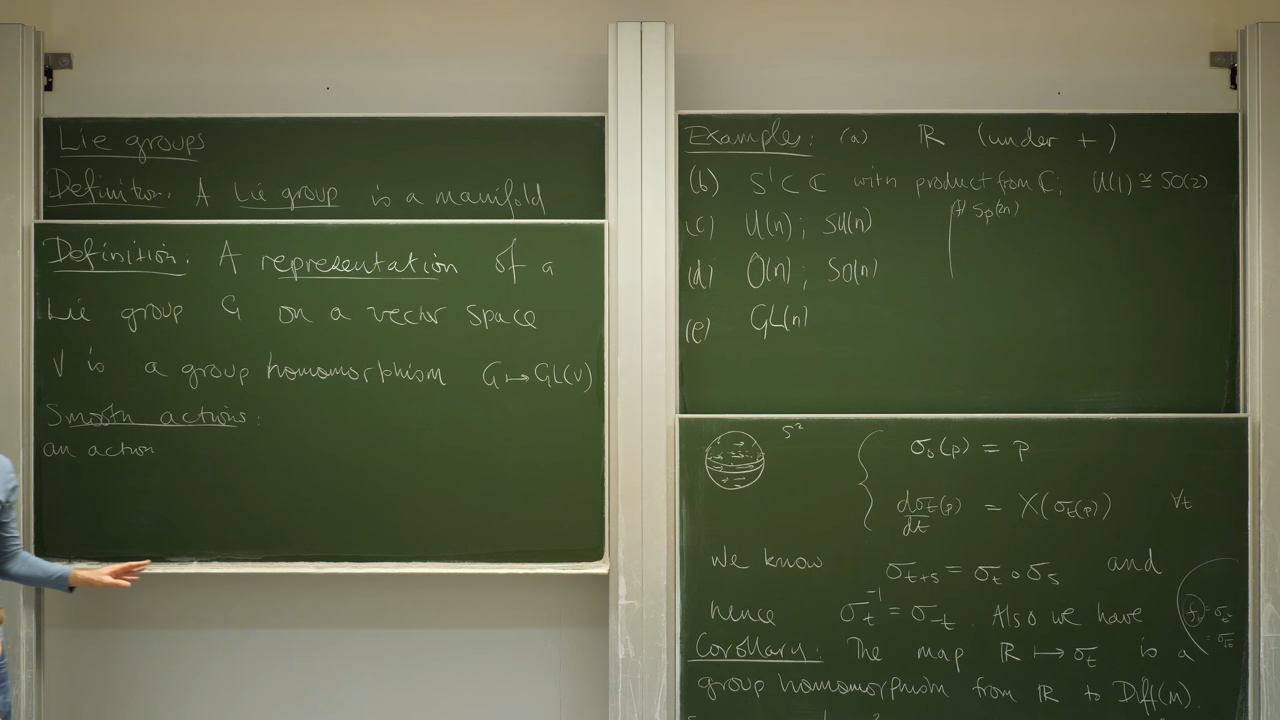 Lie groups
Definition. A Lie group is a manifold
Definition. A representation of a
Lie group G on a vector space
V is a group homomorphism G ↦ GL(V)
Smooth actions:
an action
Examples: (a) ℝ (under +)
(b) S¹ ⊂ ℂ with product from ℂ; U(1) ≅ SO(2)
(c) U(n); SU(n)
(f) Sp(2n)
(d) O(n); SO(n)
(e) GL(n)
S²
σ₀(p) = p
dσₜ(p)/dt = X(σₜ(p)) ∀t
We know σₜ₊ₛ = σₜ ∘ σₛ and
hence σₜ⁻¹ = σ₋ₜ. Also we have
Corollary: The map ℝ ↦ σₜ is a
group homomorphism from ℝ to Diff(M).